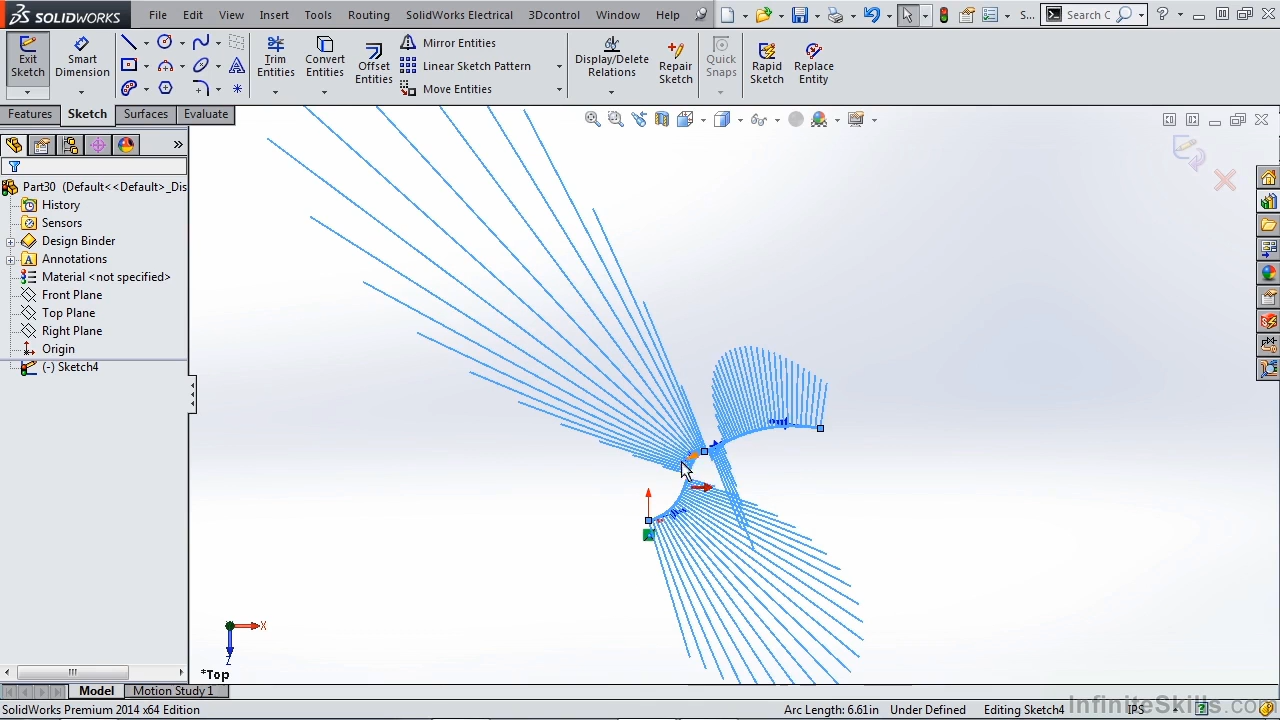 SOLIDWORKS File Edit View Insert Tools Routing SolidWorks Electrical 3Dcontrol Window Help S... Search C
Exit Sketch
Smart Dimension
Trim Entities
Convert Entities
Offset Entities
Mirror Entities
Linear Sketch Pattern
Move Entities
Display/Delete Relations
Repair Sketch
Quick Snaps
Rapid Sketch
Replace Entity
Features Sketch Surfaces Evaluate
Part30 (Default<<Default>_Dis
History
Sensors
Design Binder
Annotations
Material <not specified>
Front Plane
Top Plane
Right Plane
Origin
(-) Sketch4
X
Z
*Top
Model Motion Study 1
InfiniteSkills.com
SolidWorks Premium 2014 x64 Edition Arc Length: 6.61in Under Defined Editing Sketch4 IPS